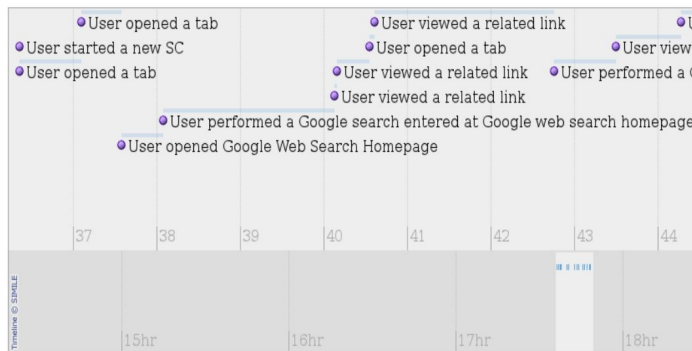 User opened a tab
User viewed a related link
User started a new SC
User opened a tab
User view
User opened a tab
User viewed a related link
User performed a
User viewed a related link
User performed a Google search entered at Google web search homepage
User opened Google Web Search Homepage
37
38
39
40
41
42
43
44
Timeline © SIMILE
15hr
16hr
17hr
18hr